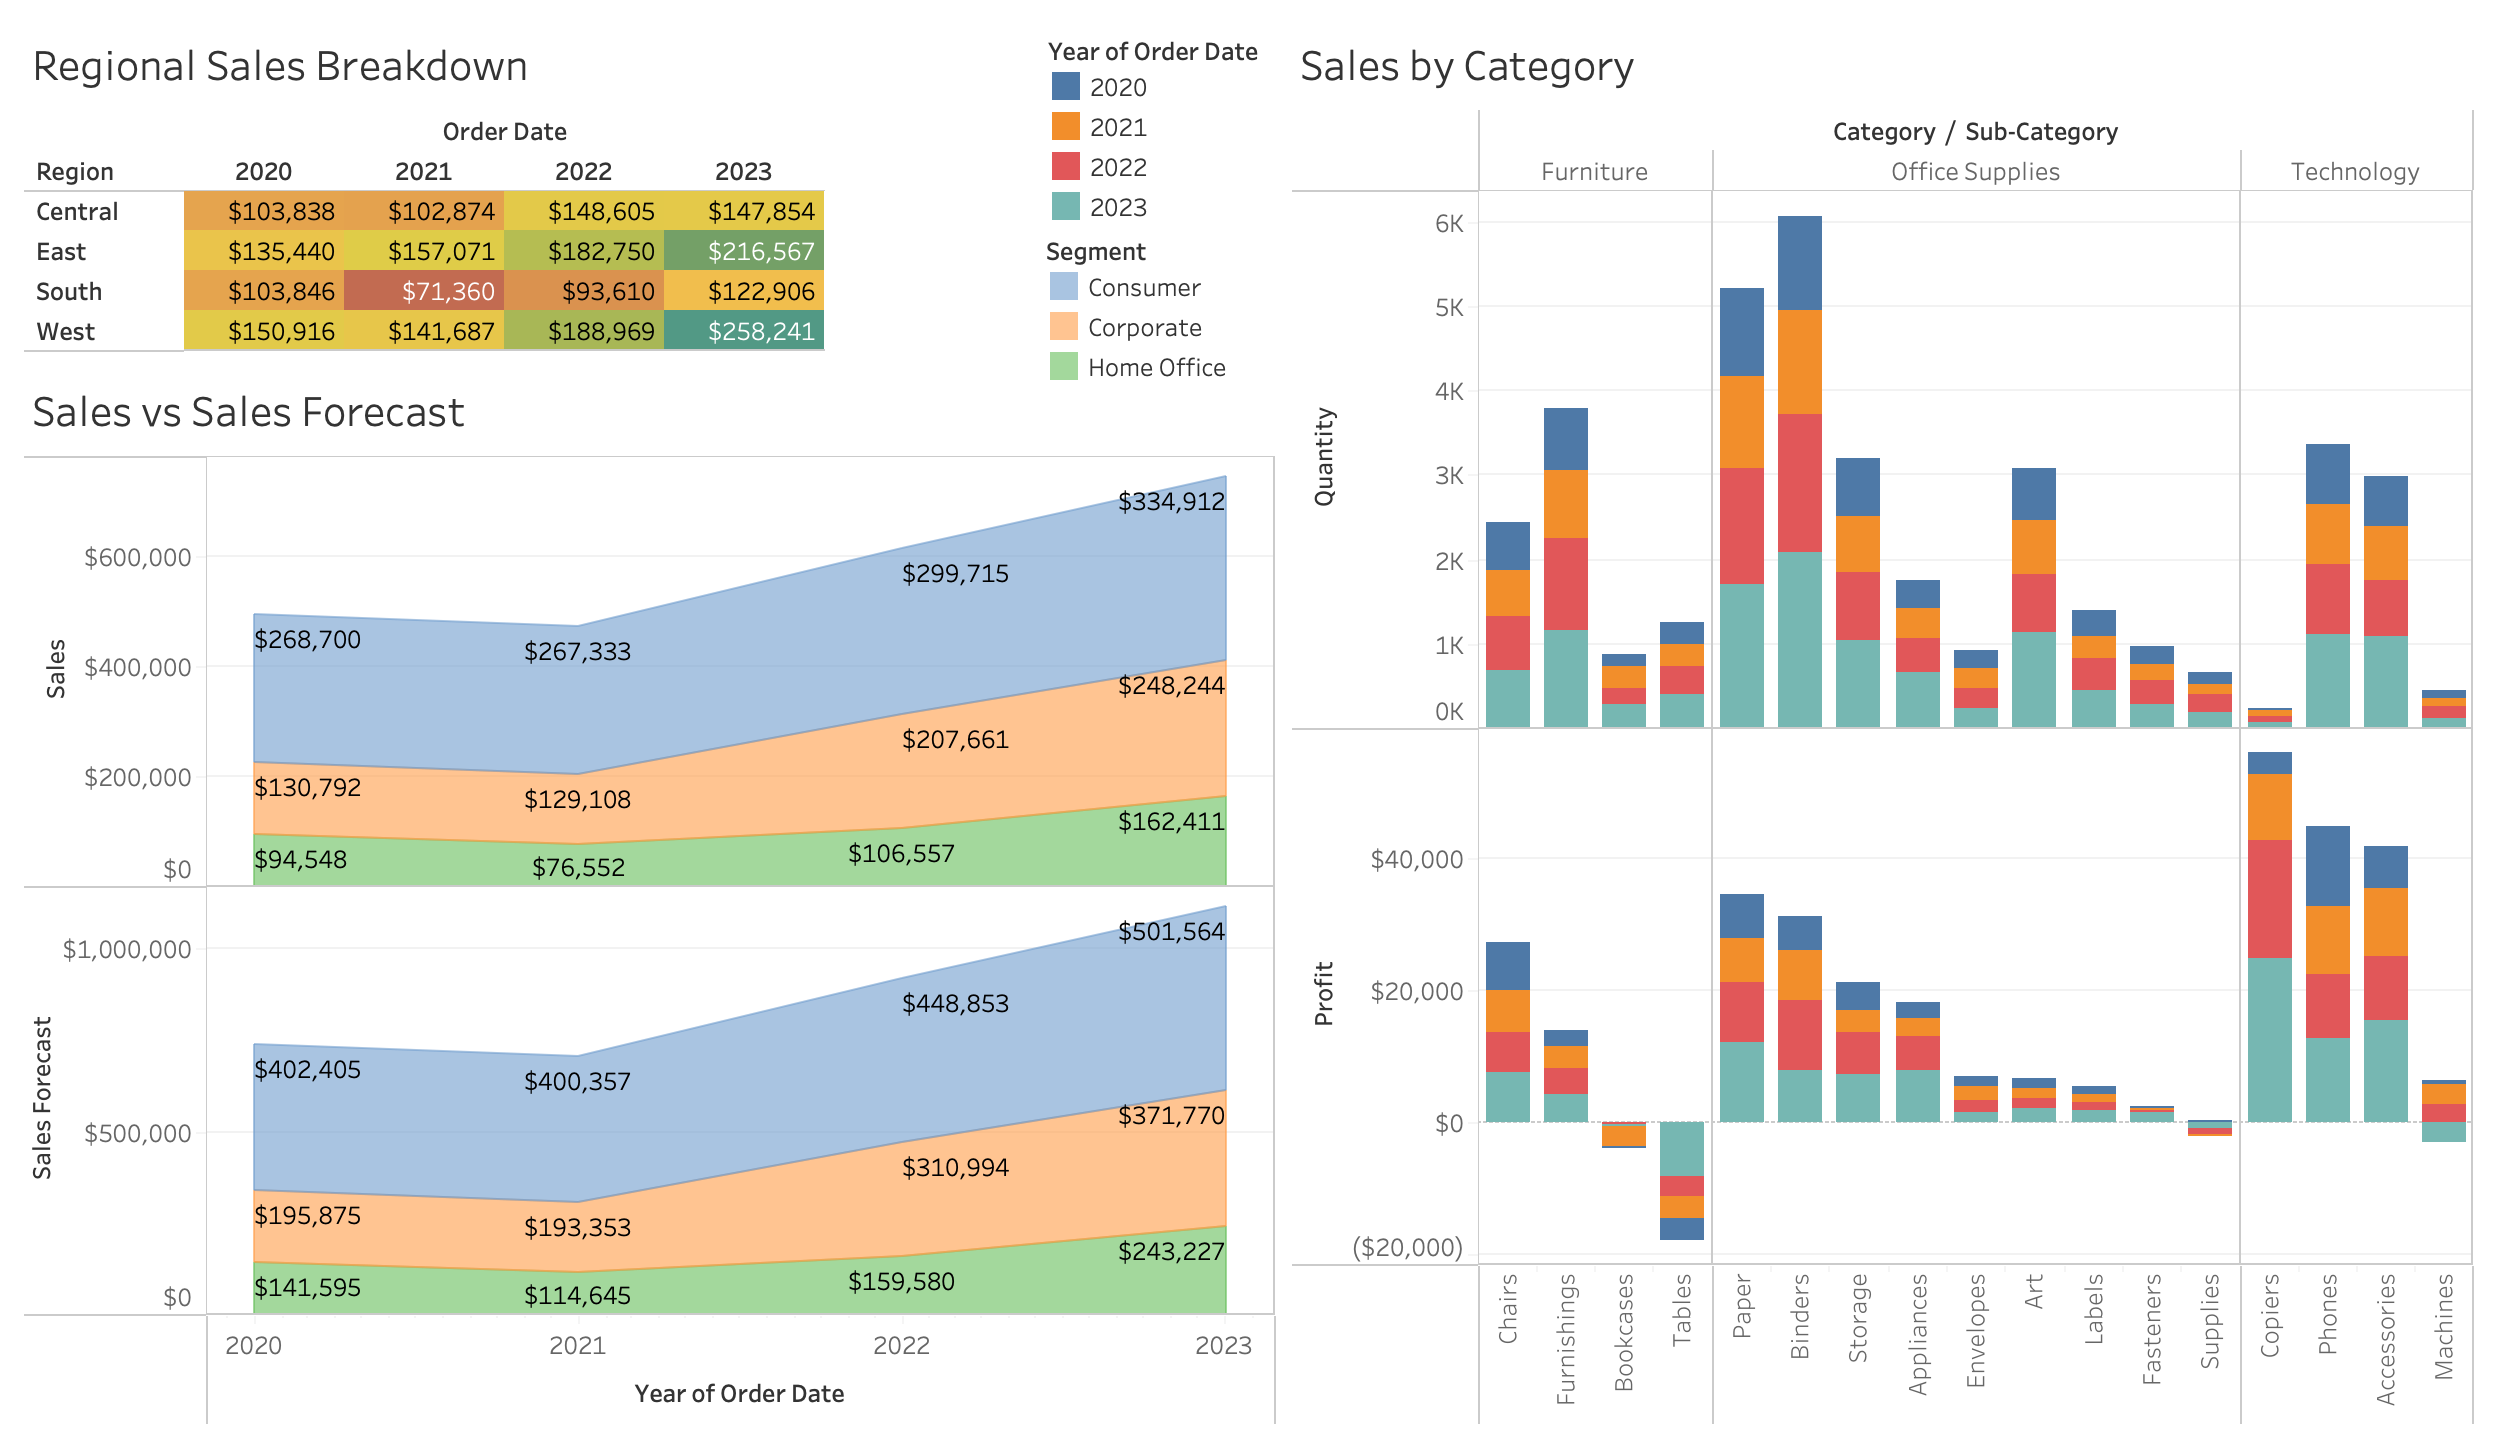 Regional Sales Breakdown
Order Date
Region 2020 2021 2022 2023
Central $103,838 $102,874 $148,605 $147,854
East $135,440 $157,071 $182,750 $216,567
South $103,846 $71,360 $93,610 $122,906
West $150,916 $141,687 $188,969 $258,241
Year of Order Date
2020
2021
2022
2023
Segment
Consumer
Corporate
Home Office
Sales vs Sales Forecast
Sales
$600,000
$400,000
$200,000
$0
$334,912
$299,715
$268,700
$267,333
$248,244
$207,661
$130,792
$129,108
$162,411
$94,548
$76,552
$106,557
Sales Forecast
$1,000,000
$500,000
$0
$501,564
$448,853
$402,405
$400,357
$371,770
$310,994
$195,875
$193,353
$243,227
$141,595
$114,645
$159,580
2020 2021 2022 2023
Year of Order Date
Sales by Category
Category / Sub-Category
Furniture Office Supplies Technology
Quantity
6K
5K
4K
3K
2K
1K
0K
Profit
$40,000
$20,000
$0
($20,000)
Chairs
Furnishings
Bookcases
Tables
Paper
Binders
Storage
Appliances
Envelopes
Art
Labels
Fasteners
Supplies
Copiers
Phones
Accessories
Machines